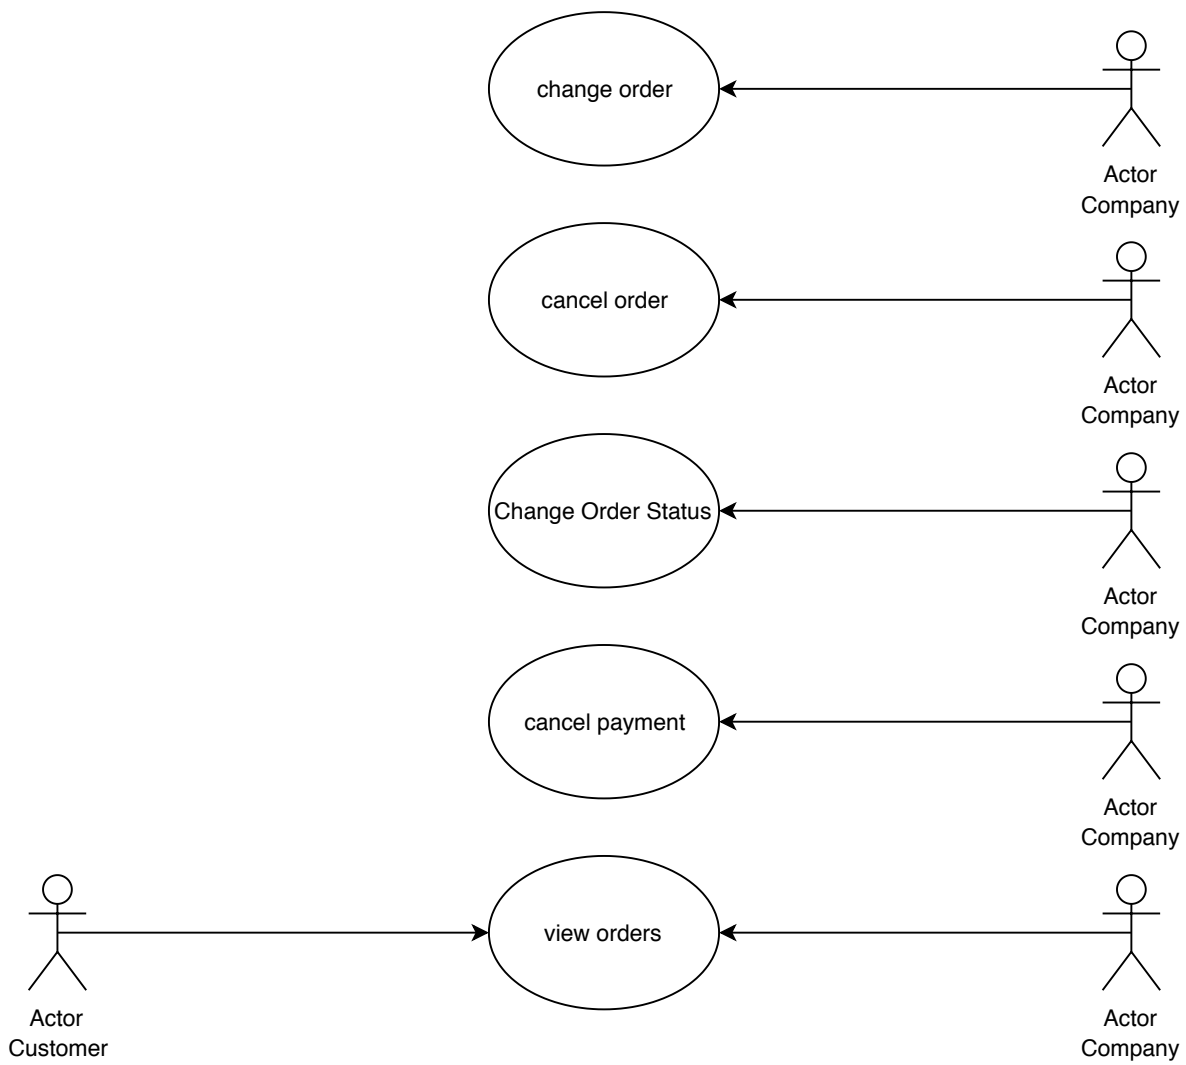 change order
Actor
Company
cancel order
Actor
Company
Change Order Status
Actor
Company
cancel payment
Actor
Company
view orders
Actor
Customer
Actor
Company